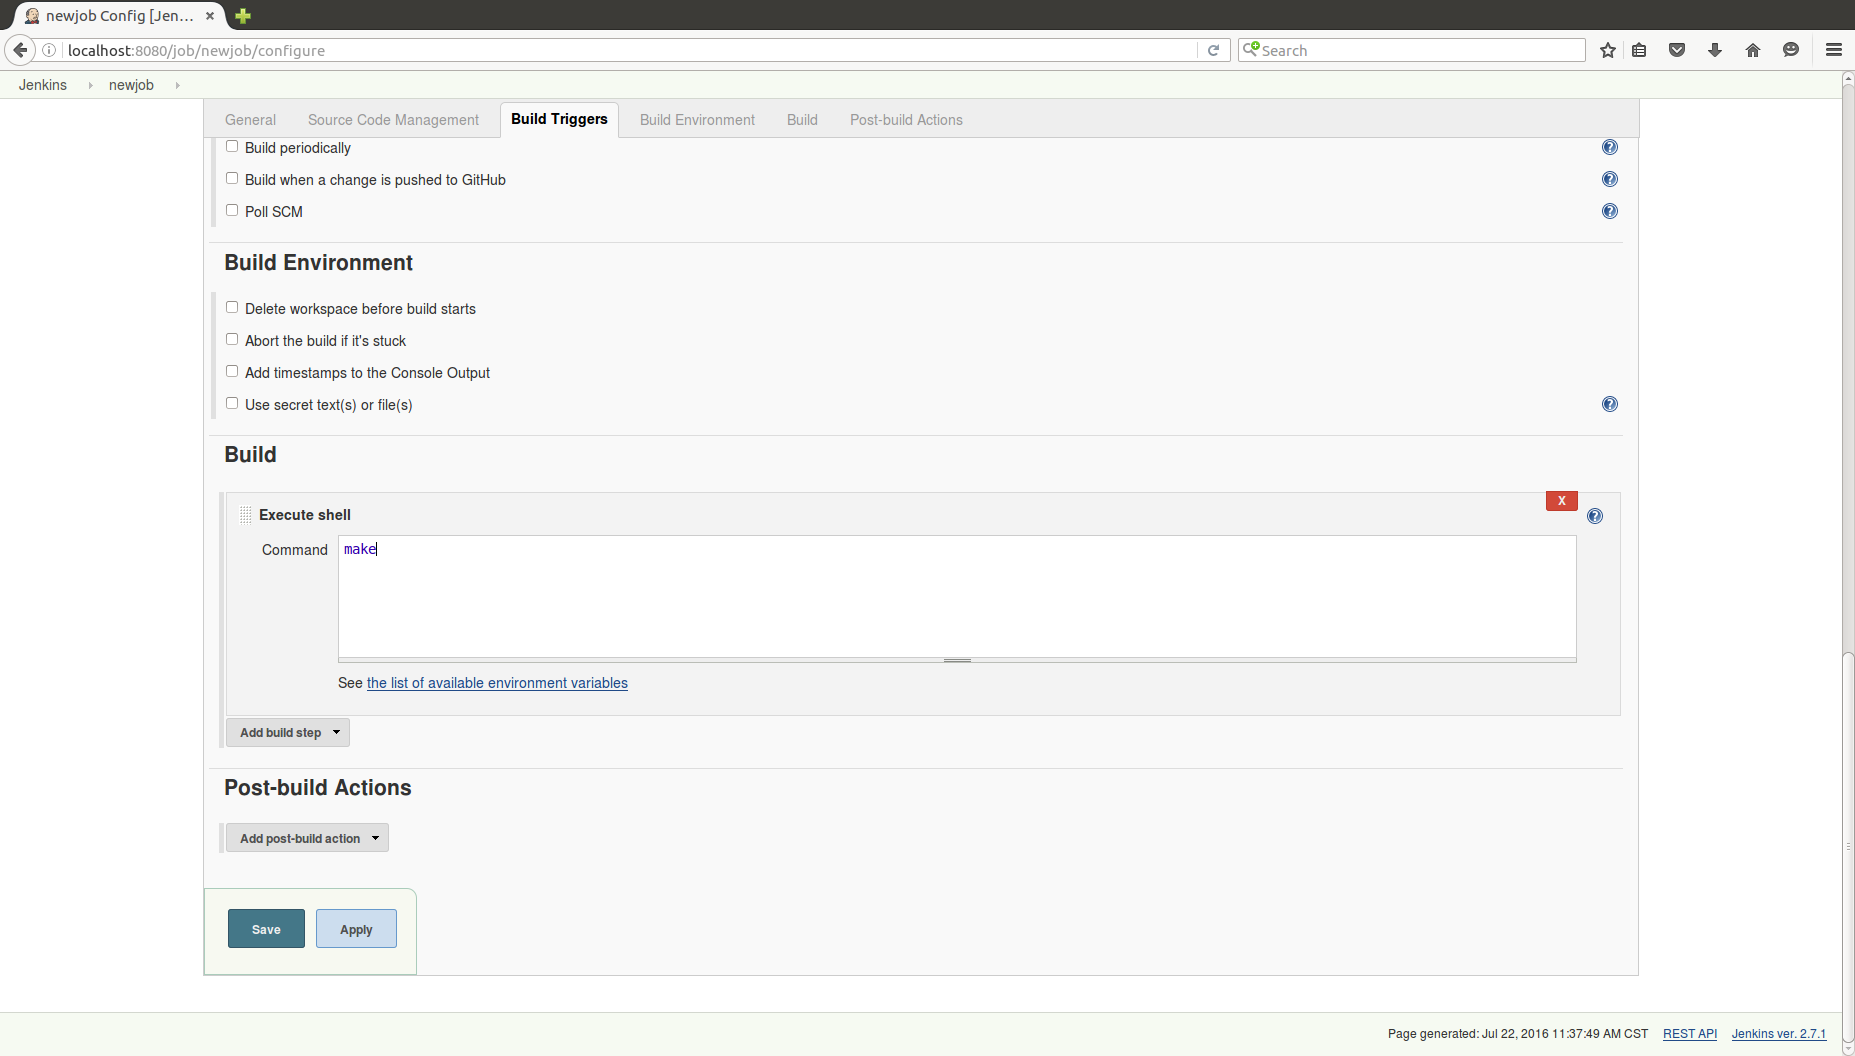 newjob Config [Jen... ×
localhost:8080/job/newjob/configure
Search
Jenkins newjob
General Source Code Management Build Triggers Build Environment Build Post-build Actions
Build periodically
Build when a change is pushed to GitHub
Poll SCM
Build Environment
Delete workspace before build starts
Abort the build if it's stuck
Add timestamps to the Console Output
Use secret text(s) or file(s)
Build
X
Execute shell
Command make
See the list of available environment variables
Add build step
Post-build Actions
Add post-build action
Save Apply
Page generated: Jul 22, 2016 11:37:49 AM CST REST API Jenkins ver. 2.7.1